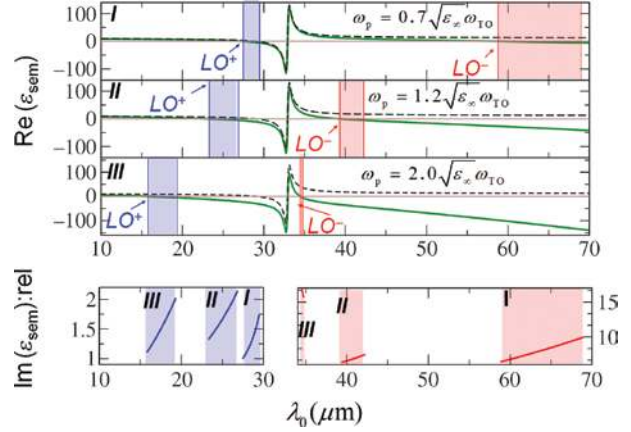 I
ωp = 0.7√ε∞ωTO
100
0
−100
LO+
LO−
Re (εsem)
II
ωp = 1.2√ε∞ωTO
100
0
−100
LO+
LO−
III
ωp = 2.0√ε∞ωTO
100
0
−100
LO+
LO−
10 20 30 40 50 60 70
Im (εsem):rel
2
1.5
1
III II I
III II I
15
10
10 15 20 25 30
40 50 60 70
λ0 (μm)